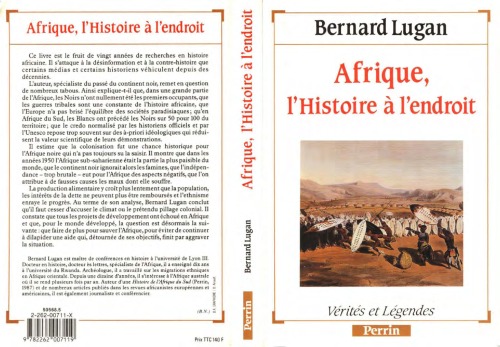 Afrique, l'Histoire à l'endroit
Ce livre est le fruit de vingt années de recherches en histoire
africaine. Il s'attaque à la désinformation et à la contre-histoire que
certains médias et certains historiens véhiculent depuis des
décennies.
L'auteur, spécialiste du passé du continent noir, remet en question
de nombreux tabous. Ainsi explique-t-il que, dans une grande partie
de l'Afrique, les Noirs n'ont nullement été les premiers occupants, que
les guerres tribales sont une constante de l'histoire africaine, que
l'Europe n'a pas brisé l'équilibre des sociétés paradisiaques ; qu'en
Afrique du Sud, les Blancs ont précédé les Noirs sur 50 pour 100 du
territoire ; que le credo normalisé par les historiens officiels et par
l'Unesco repose trop souvent sur des à-priori idéologiques qui rédui-
sent la valeur scientifique de leurs démonstrations.
Il estime que la colonisation fut une chance historique pour
l'Afrique noire qui n'a pas toujours su la saisir. Il montre que dans les
années 1950 l'Afrique sub-saharienne était la partie la plus paisible du
monde, que le continent noir ignorait alors les famines, que l'indépen-
dance – trop brutale – eut pour l'Afrique des aspects négatifs, que l'on
attribue à de fausses causes les maux dont elle souffre.
La production alimentaire y croît plus lentement que la population,
les intérêts de la dette ne peuvent plus être remboursés et l'ethnisme
enraye le progrès. Au terme de son analyse, Bernard Lugan conclut
qu'il faut cesser d'accuser le climat ou le prétendu pillage colonial. Il
constate que tous les projets de développement ont échoué en Afrique
et que, pour le monde développé, la question est désormais la sui-
vante : que faire de plus pour sauver l'Afrique, pour éviter de continuer
à dilapider une aide qui, détournée de ses objectifs, finit par aggraver
la situation.
Bernard Lugan est maître de conférences en histoire à l'université de Lyon III.
Docteur en histoire, docteur ès lettres, spécialiste de l'Afrique, il a enseigné dix ans
à l'université du Rwanda. Archéologue, il a travaillé sur les migrations ethniques
en Afrique orientale. Depuis une dizaine d'années, il s'intéresse à l'Afrique australe
où il se rend plusieurs fois par an. Auteur d'une Histoire de l'Afrique du Sud (Perrin,
1987) et de nombreux articles publiés dans les revues africanistes européennes et
américaines, il est également journaliste et conférencier.
2-262-00711-X
9 782262 007119
Prix TTC 140 F
Bernard Lugan
Afrique, l'Histoire à l'endroit
Perrin
Bernard Lugan
Afrique,
l'Histoire à l'endroit
Vérités et Légendes
Perrin